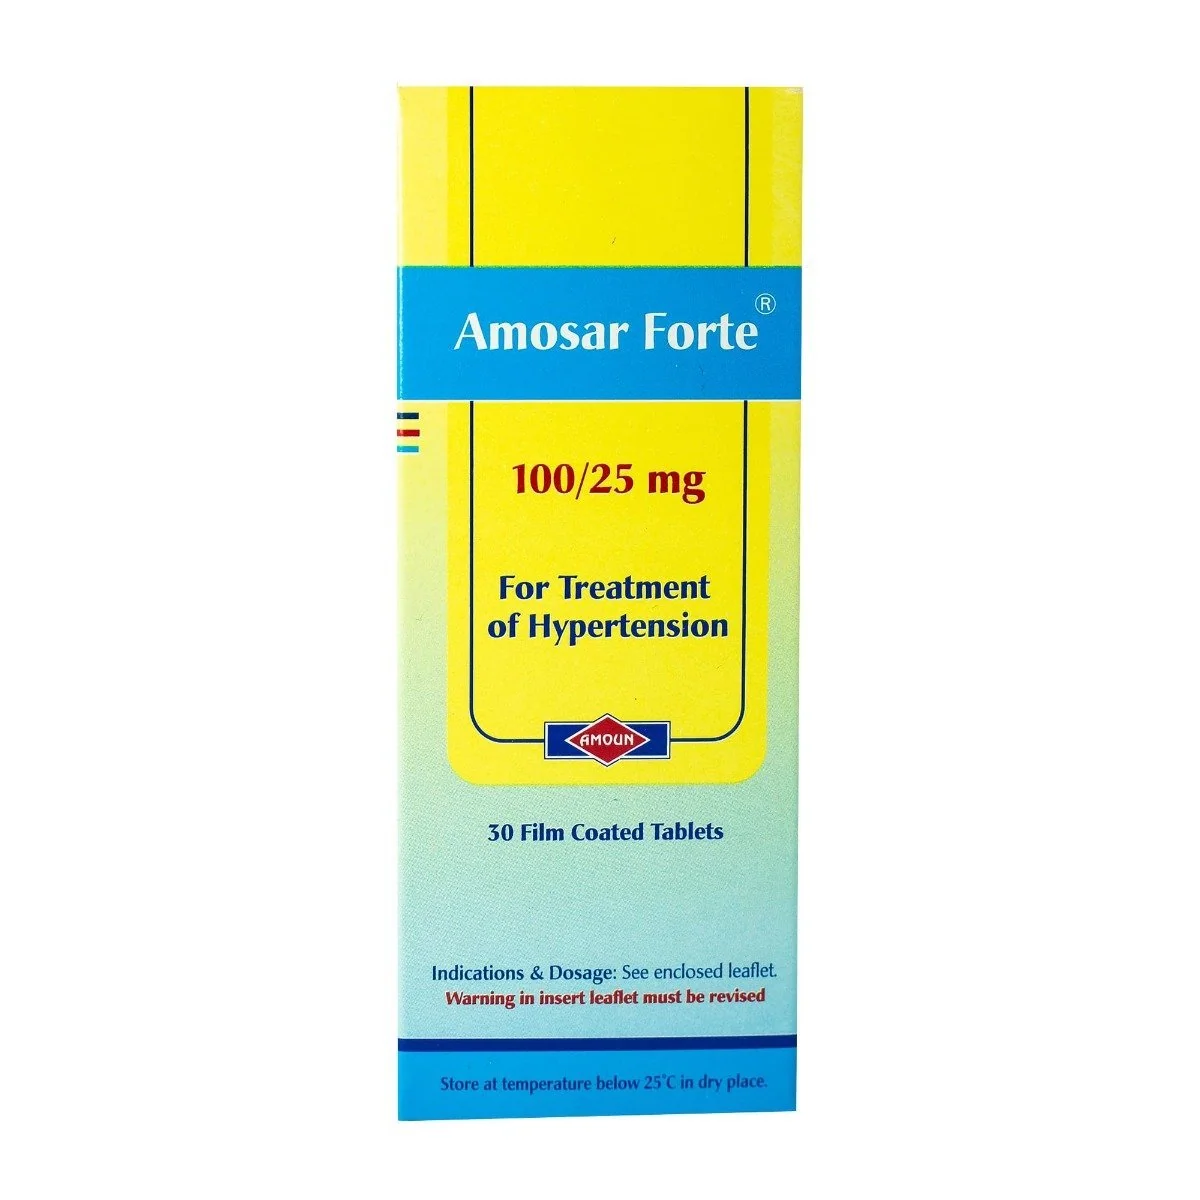 Amosar Forte®
100/25 mg
For Treatment
of Hypertension
AMOUN
30 Film Coated Tablets
Indications & Dosage: See enclosed leaflet.
Warning in insert leaflet must be revised
Store at temperature below 25°C in dry place.